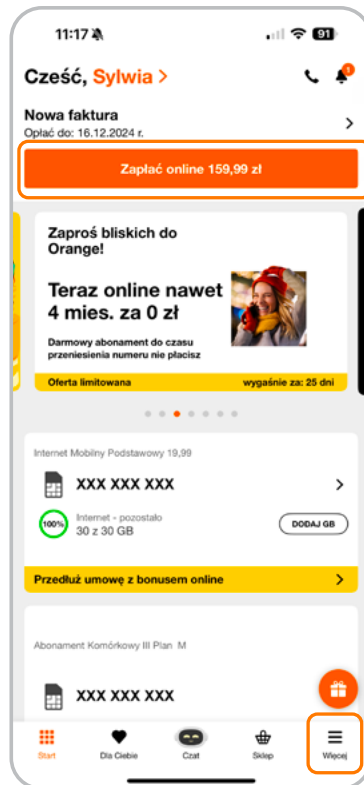 11:17
91
Cześć, Sylwia >
1
Nowa faktura
Opłać do: 16.12.2024 r.
Zapłać online 159,99 zł
Zaproś bliskich do
Orange!
Teraz online nawet
4 mies. za 0 zł
Darmowy abonament do czasu
przeniesienia numeru nie płacisz
Oferta limitowana wygaśnie za: 25 dni
Internet Mobilny Podstawowy 19,99
XXX XXX XXX
100% Internet - pozostało
30 z 30 GB
DODAJ GB
Przedłuż umowę z bonusem online
Abonament Komórkowy III Plan M
XXX XXX XXX
Start Dla Ciebie Czat Sklep Więcej